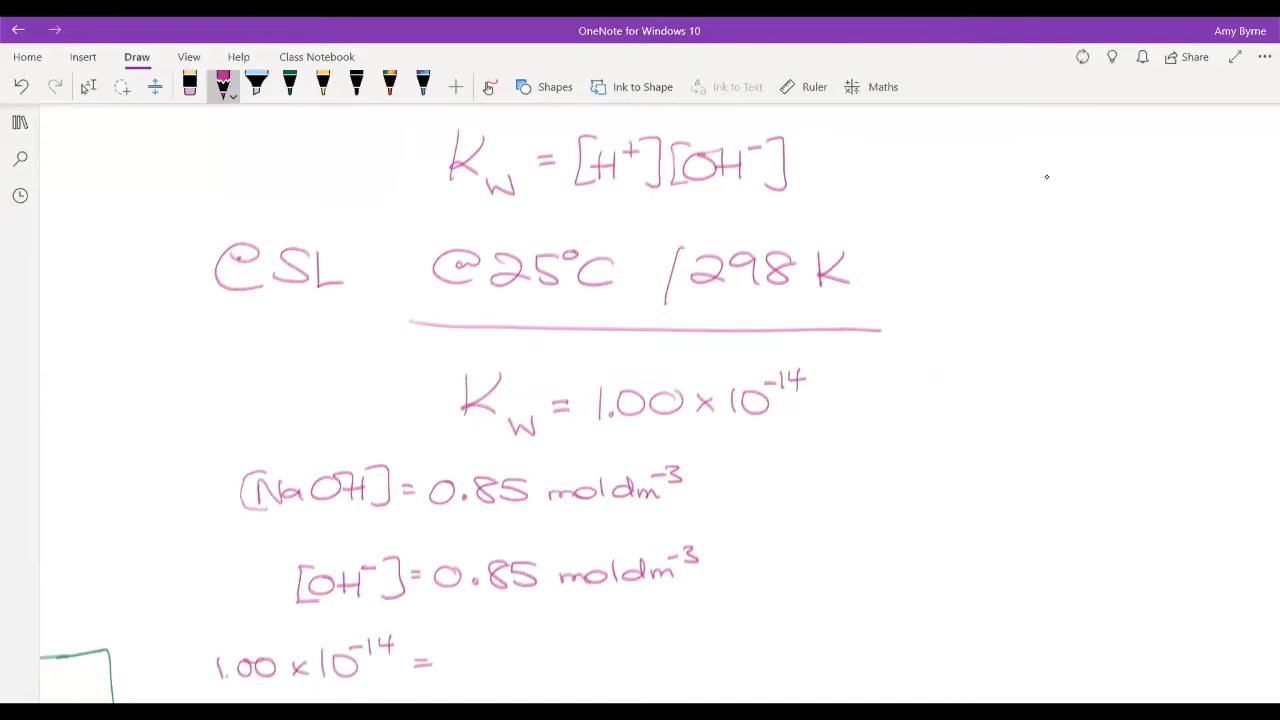 OneNote for Windows 10
Amy Byrne
Home Insert Draw View Help Class Notebook Share
Shapes Ink to Shape Ink to Text Ruler Maths
Kw = [H⁺][OH⁻]
@SL @25°C /298 K
Kw = 1.00 × 10⁻¹⁴
[NaOH] = 0.85 moldm⁻³
[OH⁻] = 0.85 moldm⁻³
1.00 × 10⁻¹⁴ =